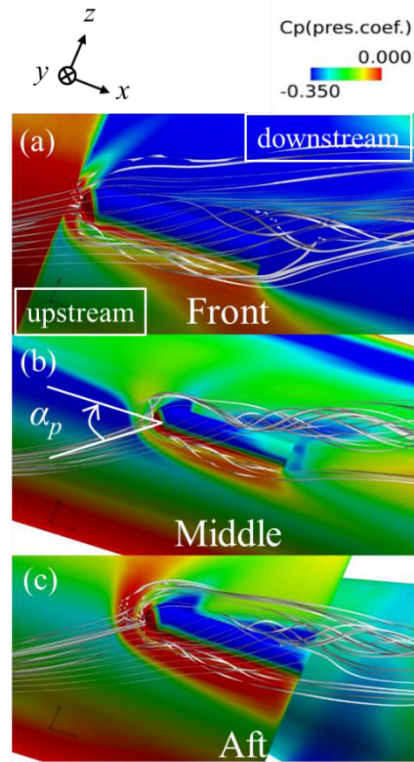 z
y
x
Cp(pres.coef.)
0.000
-0.350
(a)
downstream
upstream
Front
(b)
αp
Middle
(c)
Aft